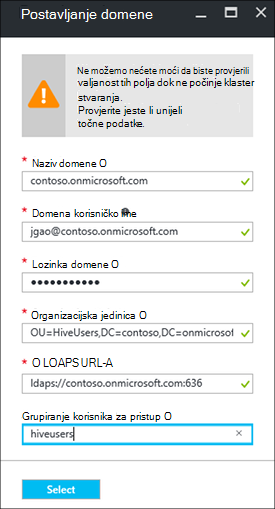 Postavljanje domene
Ne možemo nećete moći da biste provjerili
valjanost tih polja dok ne počinje klaster
stvaranja.
Provjerite jeste li unijeli
točne podatke.
* Naziv domene O
contoso.onmicrosoft.com
* Domena korisničko ime
jgao@contoso.onmicrosoft.com
* Lozinka domene O
•••••••••••
* Organizacijska jedinica O
OU=HiveUsers,DC=contoso,DC=onmicrosof
* O LOAPS URL-A
ldaps://contoso.onmicrosoft.com:636
Grupiranje korisnika za pristup O
hiveusers
Select